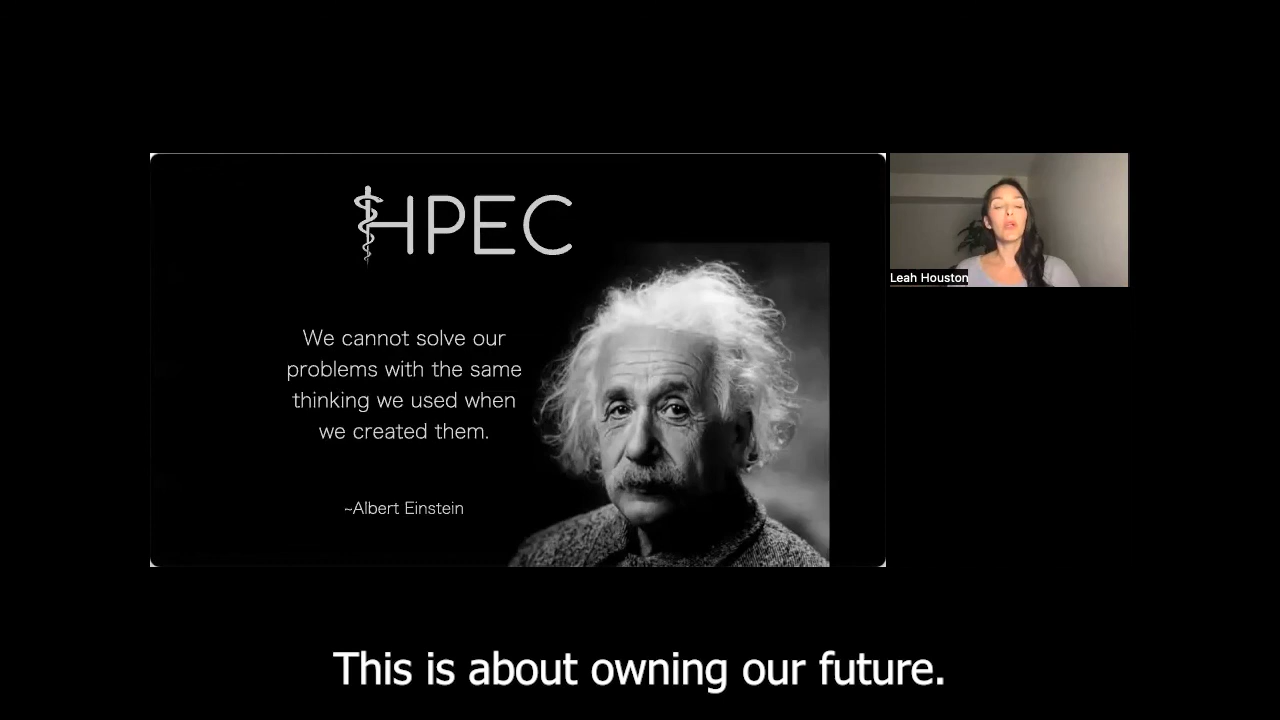 HPEC
We cannot solve our
problems with the same
thinking we used when
we created them.
~Albert Einstein
Leah Houston
This is about owning our future.